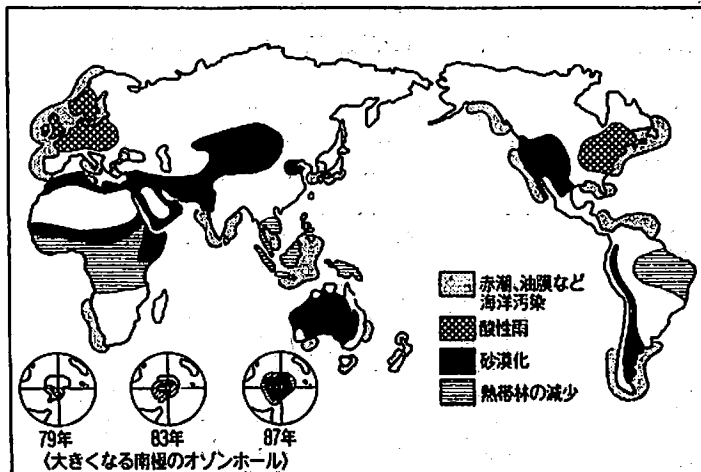 赤潮、油膜など
海洋汚染
酸性雨
砂漠化
熱帯林の減少
79年
83年
87年
〈大きくなる南極のオゾンホール〉